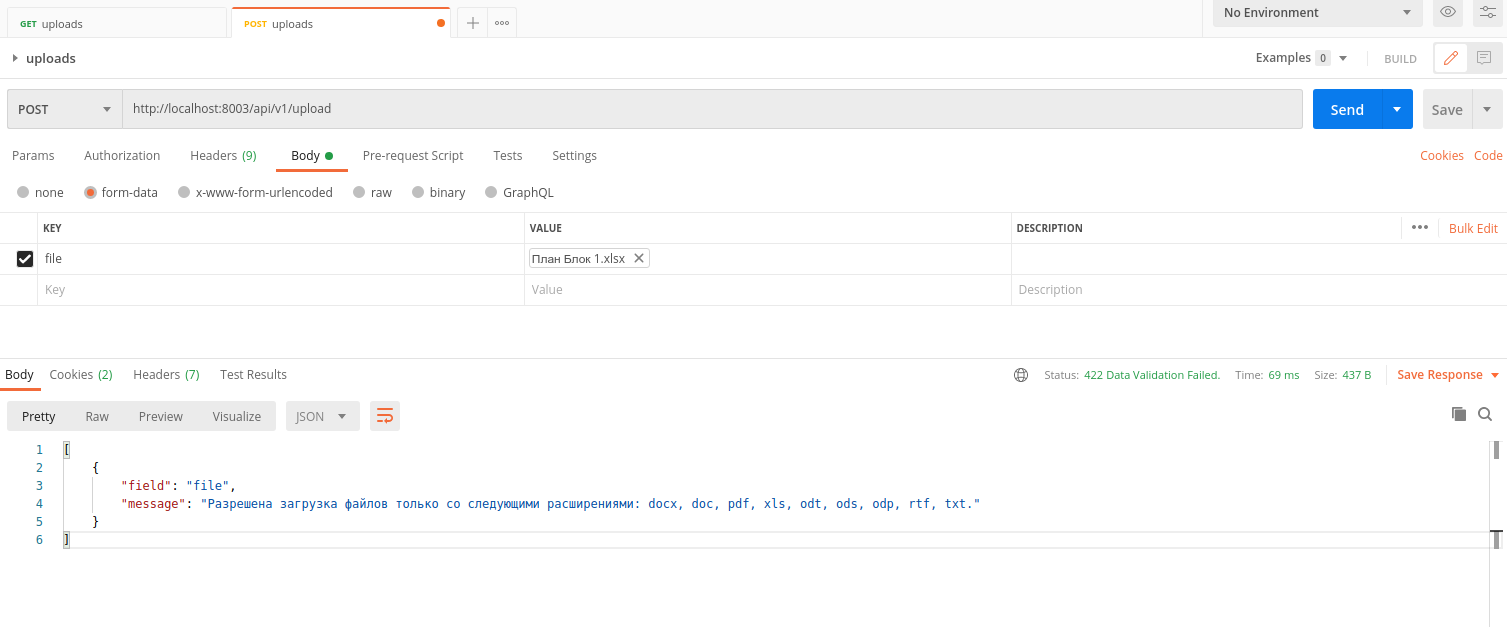 GET uploads
POST uploads
No Environment
uploads
Examples 0
BUILD
POST
http://localhost:8003/api/v1/upload
Send
Save
Params Authorization Headers (9) Body Pre-request Script Tests Settings Cookies Code
none form-data x-www-form-urlencoded raw binary GraphQL
KEY VALUE DESCRIPTION Bulk Edit
file План Блок 1.xlsx
Key Value Description
Body Cookies (2) Headers (7) Test Results Status: 422 Data Validation Failed. Time: 69 ms Size: 437 B Save Response
Pretty Raw Preview Visualize JSON
1 [
2 {
3 "field": "file",
4 "message": "Разрешена загрузка файлов только со следующими расширениями: docx, doc, pdf, xls, odt, ods, odp, rtf, txt."
5 }
6 ]